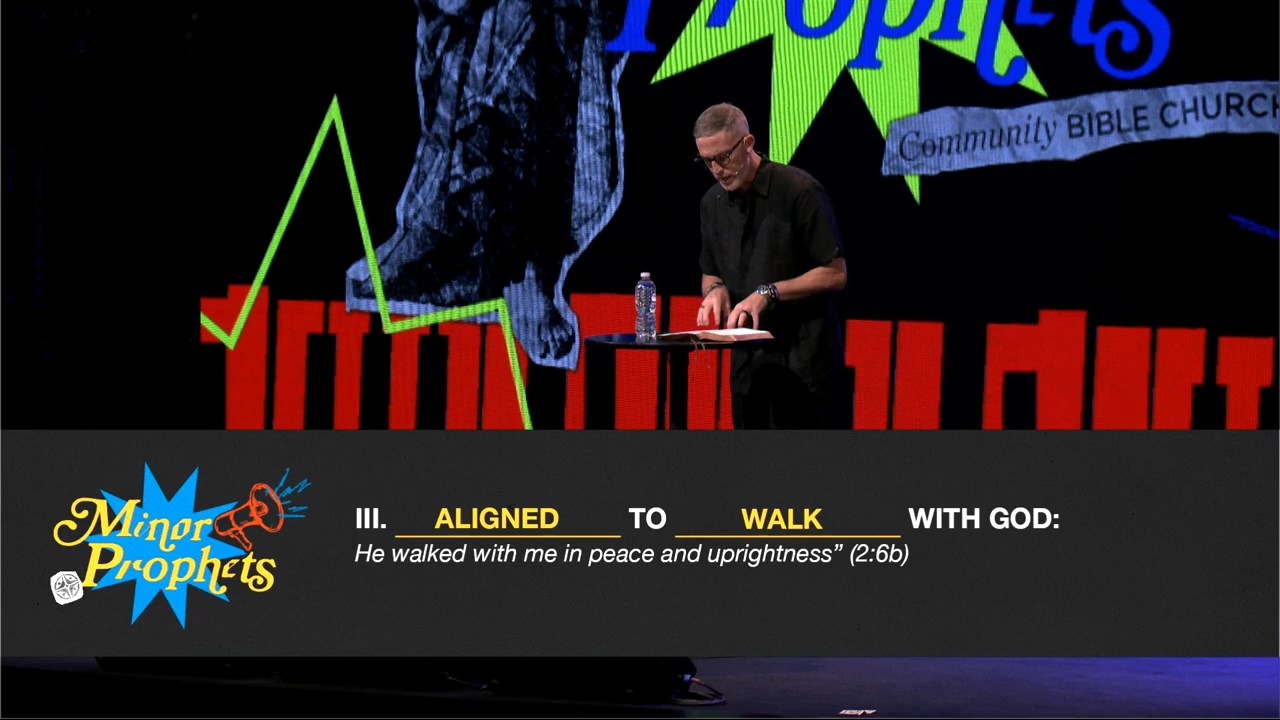 Prophets
Community BIBLE CHURCH
Minor
Prophets
III. ALIGNED TO WALK WITH GOD:
He walked with me in peace and uprightness” (2:6b)